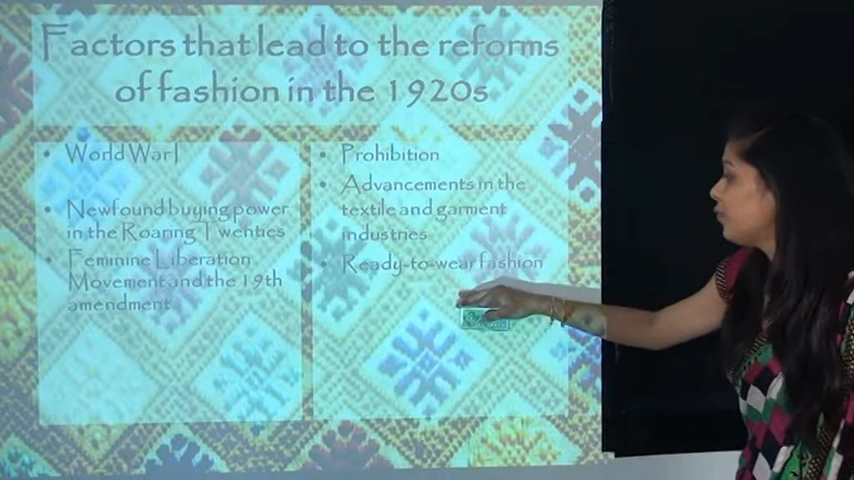 Factors that lead to the reforms
of fashion in the 1920s
• World War I
• Newfound buying power
in the Roaring Twenties
• Feminine Liberation
Movement and the 19th
amendment
• Prohibition
• Advancements in the
textile and garment
industries
• Ready-to-wear fashion